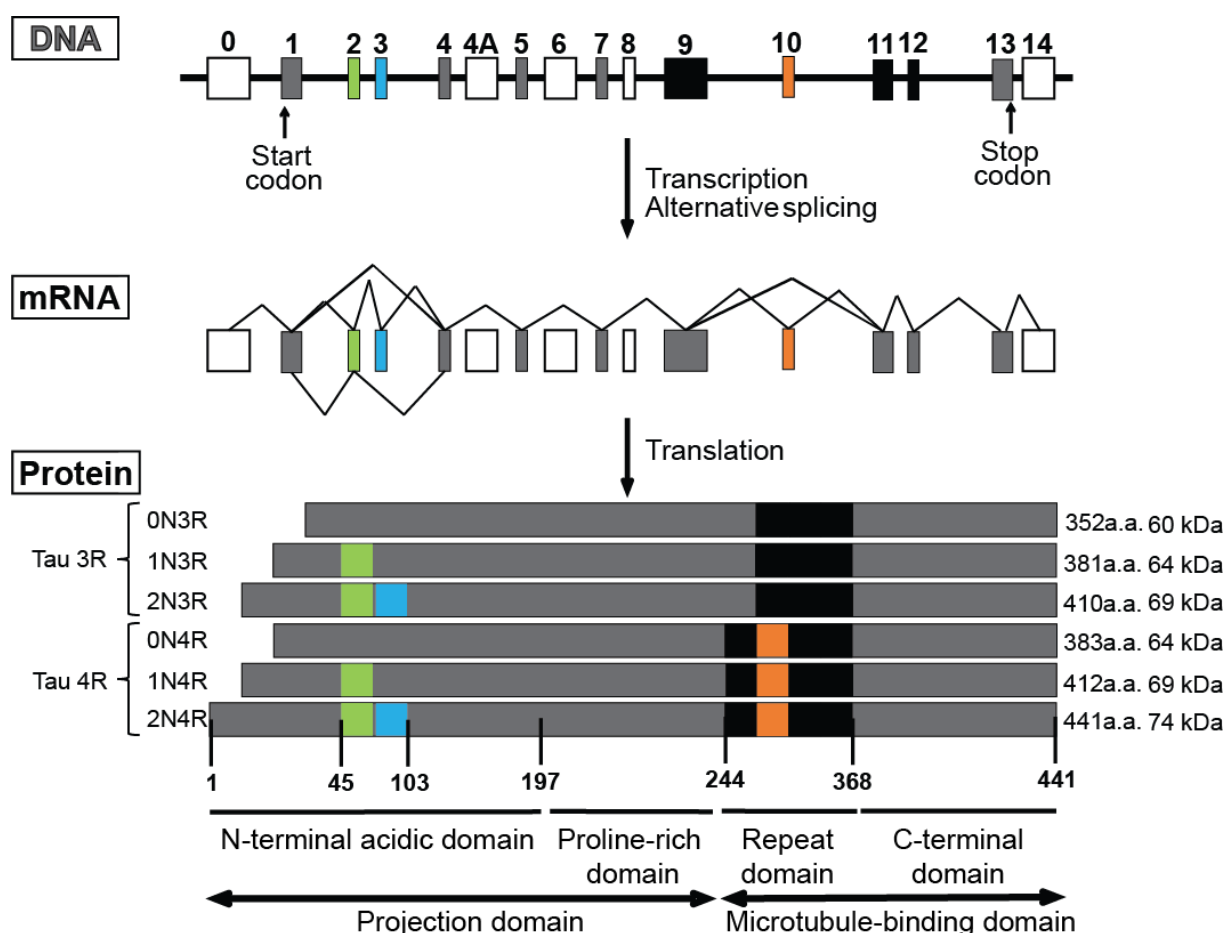 DNA
0 1 2 3 4 4A 5 6 7 8 9 10 11 12 13 14
Start
codon
Stop
codon
Transcription
Alternative splicing
mRNA
Translation
Protein
Tau 3R
0N3R 352a.a. 60 kDa
1N3R 381a.a. 64 kDa
2N3R 410a.a. 69 kDa
Tau 4R
0N4R 383a.a. 64 kDa
1N4R 412a.a. 69 kDa
2N4R 441a.a. 74 kDa
1 45 103 197 244 368 441
N-terminal acidic domain
Proline-rich
domain
Repeat
domain
C-terminal
domain
Projection domain
Microtubule-binding domain